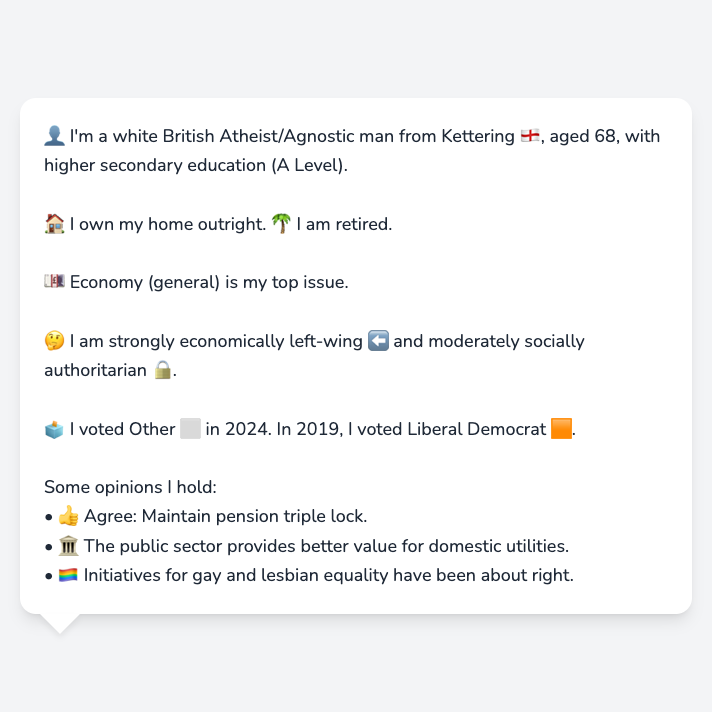 👤 I'm a white British Atheist/Agnostic man from Kettering 🏴󠁧󠁢󠁥󠁮󠁧󠁿, aged 68, with
higher secondary education (A Level).
🏠 I own my home outright. 🌴 I am retired.
💷 Economy (general) is my top issue.
🤔 I am strongly economically left-wing ⬅️ and moderately socially
authoritarian 🔒.
🗳️ I voted Other ⬜ in 2024. In 2019, I voted Liberal Democrat 🟧.
Some opinions I hold:
• 👍 Agree: Maintain pension triple lock.
• 🏛️ The public sector provides better value for domestic utilities.
• 🏳️‍🌈 Initiatives for gay and lesbian equality have been about right.